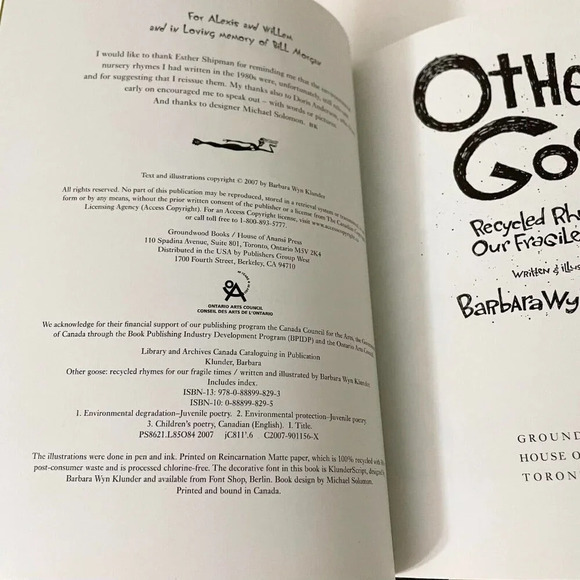 For Alexis and Willem
and in Loving memory of Bill Morgan
I would like to thank Esther Shipman for reminding me that the
nursery rhymes I had written in the 1980s were, unfortunately, still
and for suggesting that I reissue them. My thanks also to Doris Anderson, who
early on encouraged me to speak out – with words or pictures.
And thanks to designer Michael Solomon. BK
Text and illustrations copyright © 2007 by Barbara Wyn Klunder
All rights reserved. No part of this publication may be reproduced, stored in a retrieval system or
form or by any means, without the prior written consent of the publisher or a license from The Canadian
Licensing Agency (Access Copyright). For an Access Copyright license, visit
or call toll free to 1-800-893-5777.
Groundwood Books / House of Anansi Press
110 Spadina Avenue, Suite 801, Toronto, Ontario M5V 2K4
Distributed in the USA by Publishers Group West
1700 Fourth Street, Berkeley, CA 94710
ONTARIO ARTS COUNCIL
CONSEIL DES ARTS DE L'ONTARIO
We acknowledge for their financial support of our publishing program the Canada Council for the Arts, the
of Canada through the Book Publishing Industry Development Program (BPIDP) and the Ontario Arts Council.
Library and Archives Canada Cataloguing in Publication
Klunder, Barbara
Other goose: recycled rhymes for our fragile times / written and illustrated by Barbara Wyn Klunder.
Includes index.
ISBN-13: 978-0-88899-829-3
ISBN-10: 0-88899-829-5
1. Environmental degradation–Juvenile poetry. 2. Environmental protection–Juvenile poetry.
3. Children's poetry, Canadian (English). I. Title.
PS8621.L85O84 2007 jC811'.6 C2007-901156-X
The illustrations were done in pen and ink. Printed on Reincarnation Matte paper, which is 100% recycled with
post-consumer waste and is processed chlorine-free. The decorative font in this book is KlunderScript, designed
Barbara Wyn Klunder and available from Font Shop, Berlin. Book design by Michael Solomon.
Printed and bound in Canada.
Othe
Goos
Recycled Rh
Our Fragile
Written & illus
Barbara Wy
GROUND
HOUSE O
TORON